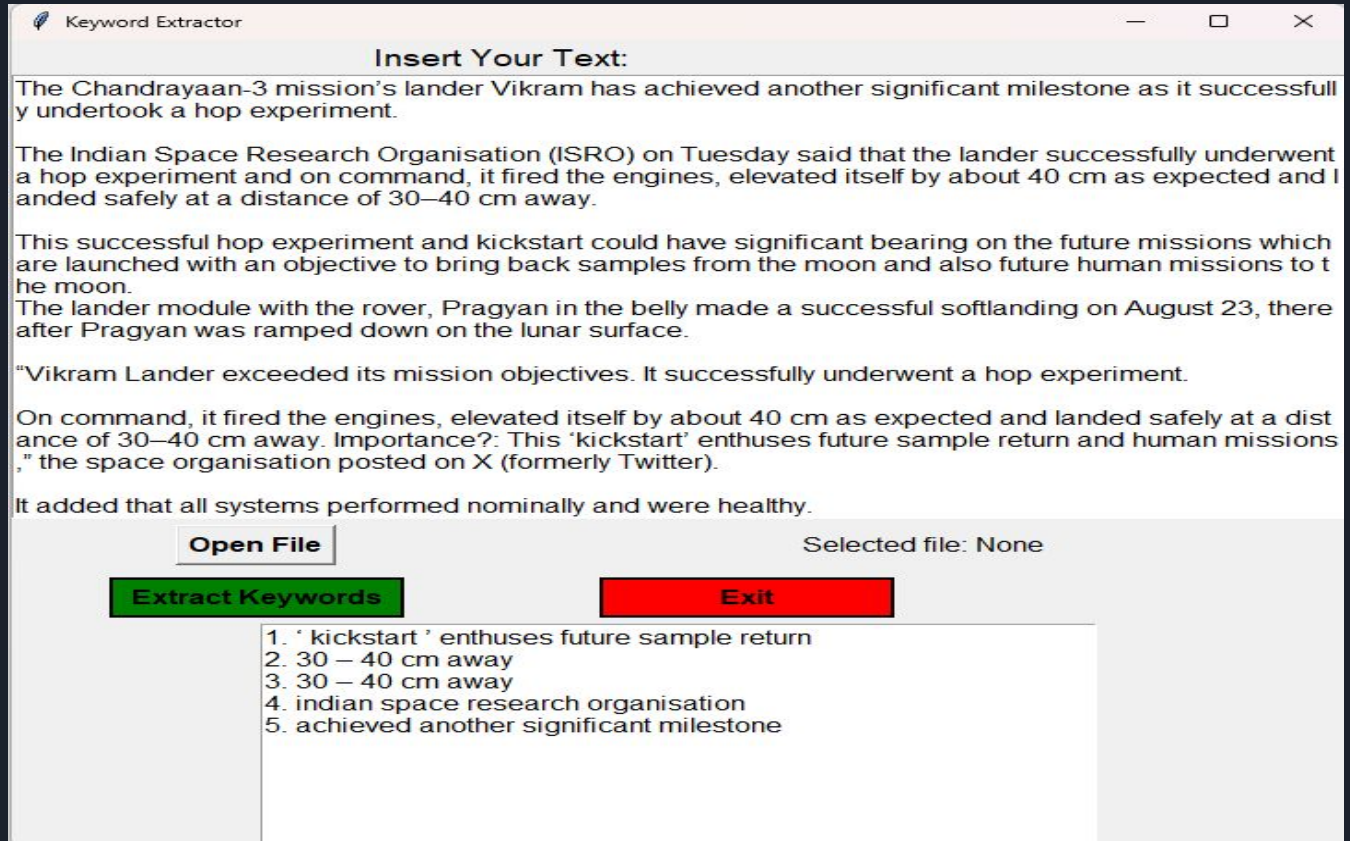 Keyword Extractor
Insert Your Text:
The Chandrayaan-3 mission’s lander Vikram has achieved another significant milestone as it successfull
y undertook a hop experiment.
The Indian Space Research Organisation (ISRO) on Tuesday said that the lander successfully underwent
a hop experiment and on command, it fired the engines, elevated itself by about 40 cm as expected and l
anded safely at a distance of 30–40 cm away.
This successful hop experiment and kickstart could have significant bearing on the future missions which
are launched with an objective to bring back samples from the moon and also future human missions to t
he moon.
The lander module with the rover, Pragyan in the belly made a successful softlanding on August 23, there
after Pragyan was ramped down on the lunar surface.
“Vikram Lander exceeded its mission objectives. It successfully underwent a hop experiment.
On command, it fired the engines, elevated itself by about 40 cm as expected and landed safely at a dist
ance of 30–40 cm away. Importance?: This ‘kickstart’ enthuses future sample return and human missions
,” the space organisation posted on X (formerly Twitter).
It added that all systems performed nominally and were healthy.
Open File
Selected file: None
Extract Keywords
Exit
1. ‘ kickstart ’ enthuses future sample return
2. 30 – 40 cm away
3. 30 – 40 cm away
4. indian space research organisation
5. achieved another significant milestone